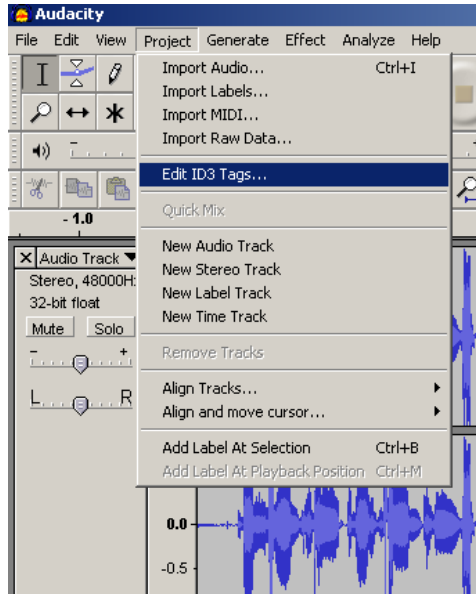 Audacity
File Edit View Project Generate Effect Analyze Help
Import Audio... Ctrl+I
Import Labels...
Import MIDI...
Import Raw Data...
Edit ID3 Tags...
Quick Mix
- 1.0
New Audio Track
New Stereo Track
New Label Track
New Time Track
Remove Tracks
Align Tracks...
Align and move cursor...
Add Label At Selection Ctrl+B
Add Label At Playback Position Ctrl+M
Audio Track
Stereo, 48000H
32-bit float
Mute Solo
- +
L R
0.0
-0.5